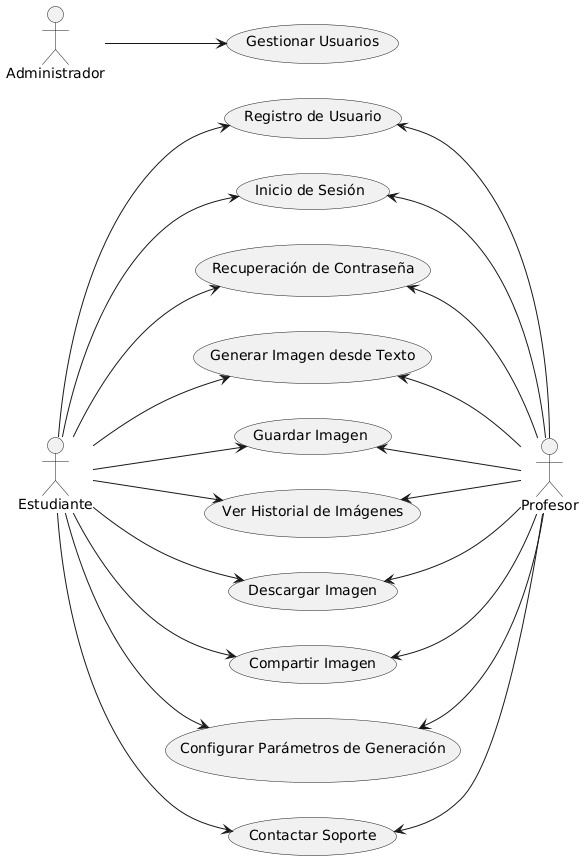 Administrador
Gestionar Usuarios
Registro de Usuario
Inicio de Sesión
Recuperación de Contraseña
Generar Imagen desde Texto
Guardar Imagen
Estudiante
Profesor
Ver Historial de Imágenes
Descargar Imagen
Compartir Imagen
Configurar Parámetros de Generación
Contactar Soporte